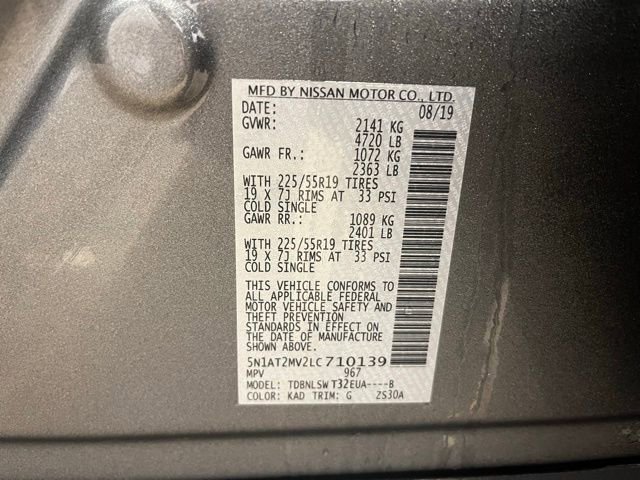 MFD BY NISSAN MOTOR CO., LTD.
DATE: 08/19
GVWR: 2141 KG
4720 LB
GAWR FR.: 1072 KG
2363 LB
WITH 225/55R19 TIRES
19 X 7J RIMS AT 33 PSI
COLD SINGLE
GAWR RR.: 1089 KG
2401 LB
WITH 225/55R19 TIRES
19 X 7J RIMS AT 33 PSI
COLD SINGLE
THIS VEHICLE CONFORMS TO
ALL APPLICABLE FEDERAL
MOTOR VEHICLE SAFETY AND
THEFT PREVENTION
STANDARDS IN EFFECT ON
THE DATE OF MANUFACTURE
SHOWN ABOVE.
5N1AT2MV2LC710139
MPV 967
MODEL: TDBNLSW T32EUA----B
COLOR: KAD TRIM: G ZS30A